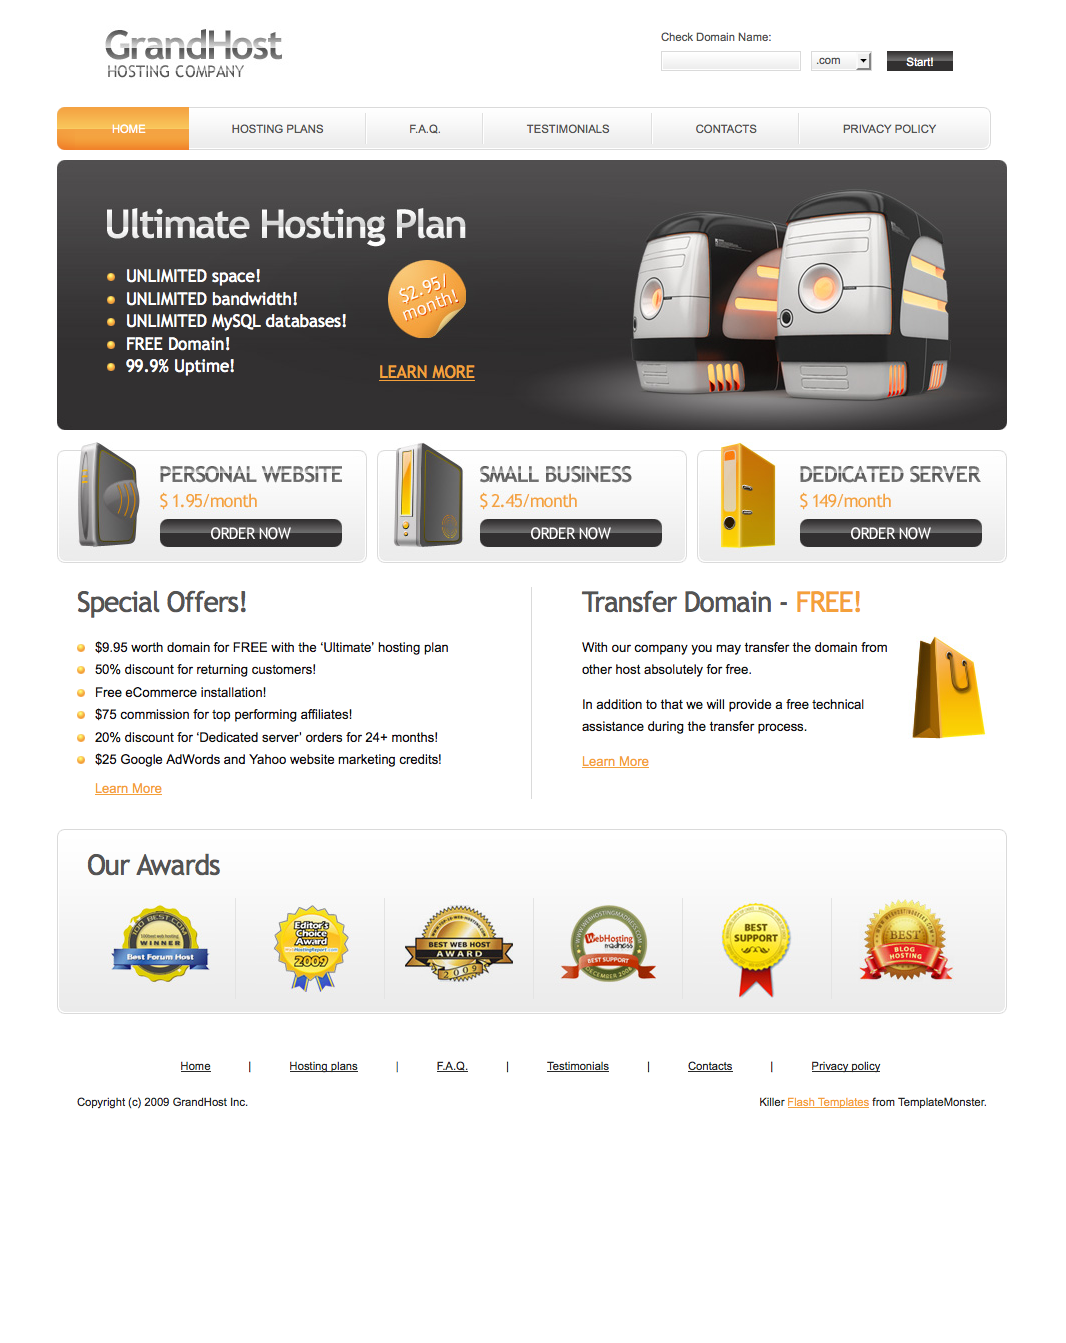 GrandHost
HOSTING COMPANY
Check Domain Name:
.com
Start!
HOME
HOSTING PLANS
F.A.Q.
TESTIMONIALS
CONTACTS
PRIVACY POLICY
Ultimate Hosting Plan
UNLIMITED space!
UNLIMITED bandwidth!
UNLIMITED MySQL databases!
FREE Domain!
99.9% Uptime!
$2.95/
month!
LEARN MORE
PERSONAL WEBSITE
$ 1.95/month
ORDER NOW
SMALL BUSINESS
$ 2.45/month
ORDER NOW
DEDICATED SERVER
$ 149/month
ORDER NOW
Special Offers!
$9.95 worth domain for FREE with the ‘Ultimate’ hosting plan
50% discount for returning customers!
Free eCommerce installation!
$75 commission for top performing affiliates!
20% discount for ‘Dedicated server’ orders for 24+ months!
$25 Google AdWords and Yahoo website marketing credits!
Learn More
Transfer Domain - FREE!
With our company you may transfer the domain from
other host absolutely for free.
In addition to that we will provide a free technical
assistance during the transfer process.
Learn More
Our Awards
100 BEST.COM
100best web hosting
WINNER
Best Forum Host
Editor's
Choice
Award
2009
BEST WEB HOST
AWARD
2009
WWW.WEBHOSTINGMADNESS.COM
WebHosting
madness
BEST SUPPORT
DECEMBER 2008
BEST
SUPPORT
BEST
BLOG
HOSTING
Home | Hosting plans | F.A.Q. | Testimonials | Contacts | Privacy policy
Copyright (c) 2009 GrandHost Inc.
Killer Flash Templates from TemplateMonster.